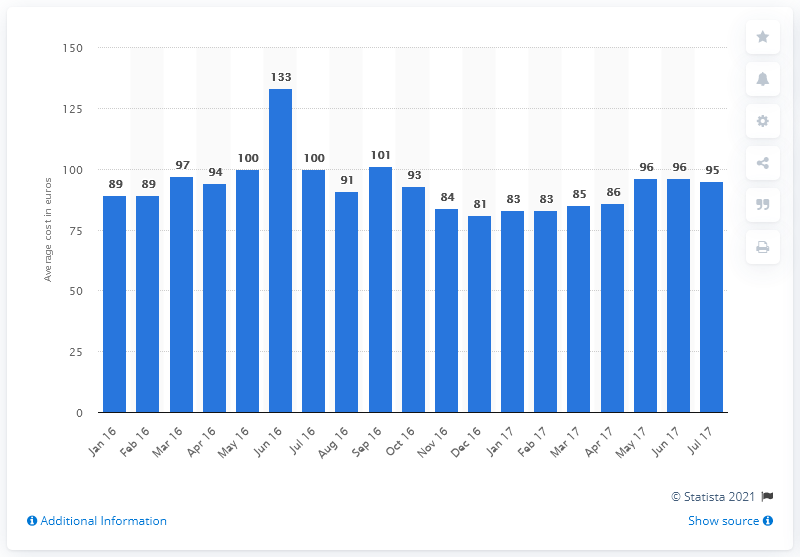 150
125
100
75
50
25
0
Average cost in euros
89
89
97
94
100
133
100
91
101
93
84
81
83
83
85
86
96
96
95
Jan 16
Feb 16
Mar 16
Apr 16
May 16
Jun 16
Jul 16
Aug 16
Sep 16
Oct 16
Nov 16
Dec 16
Jan 17
Feb 17
Mar 17
Apr 17
May 17
Jun 17
Jul 17
© Statista 2021
Additional Information
Show source